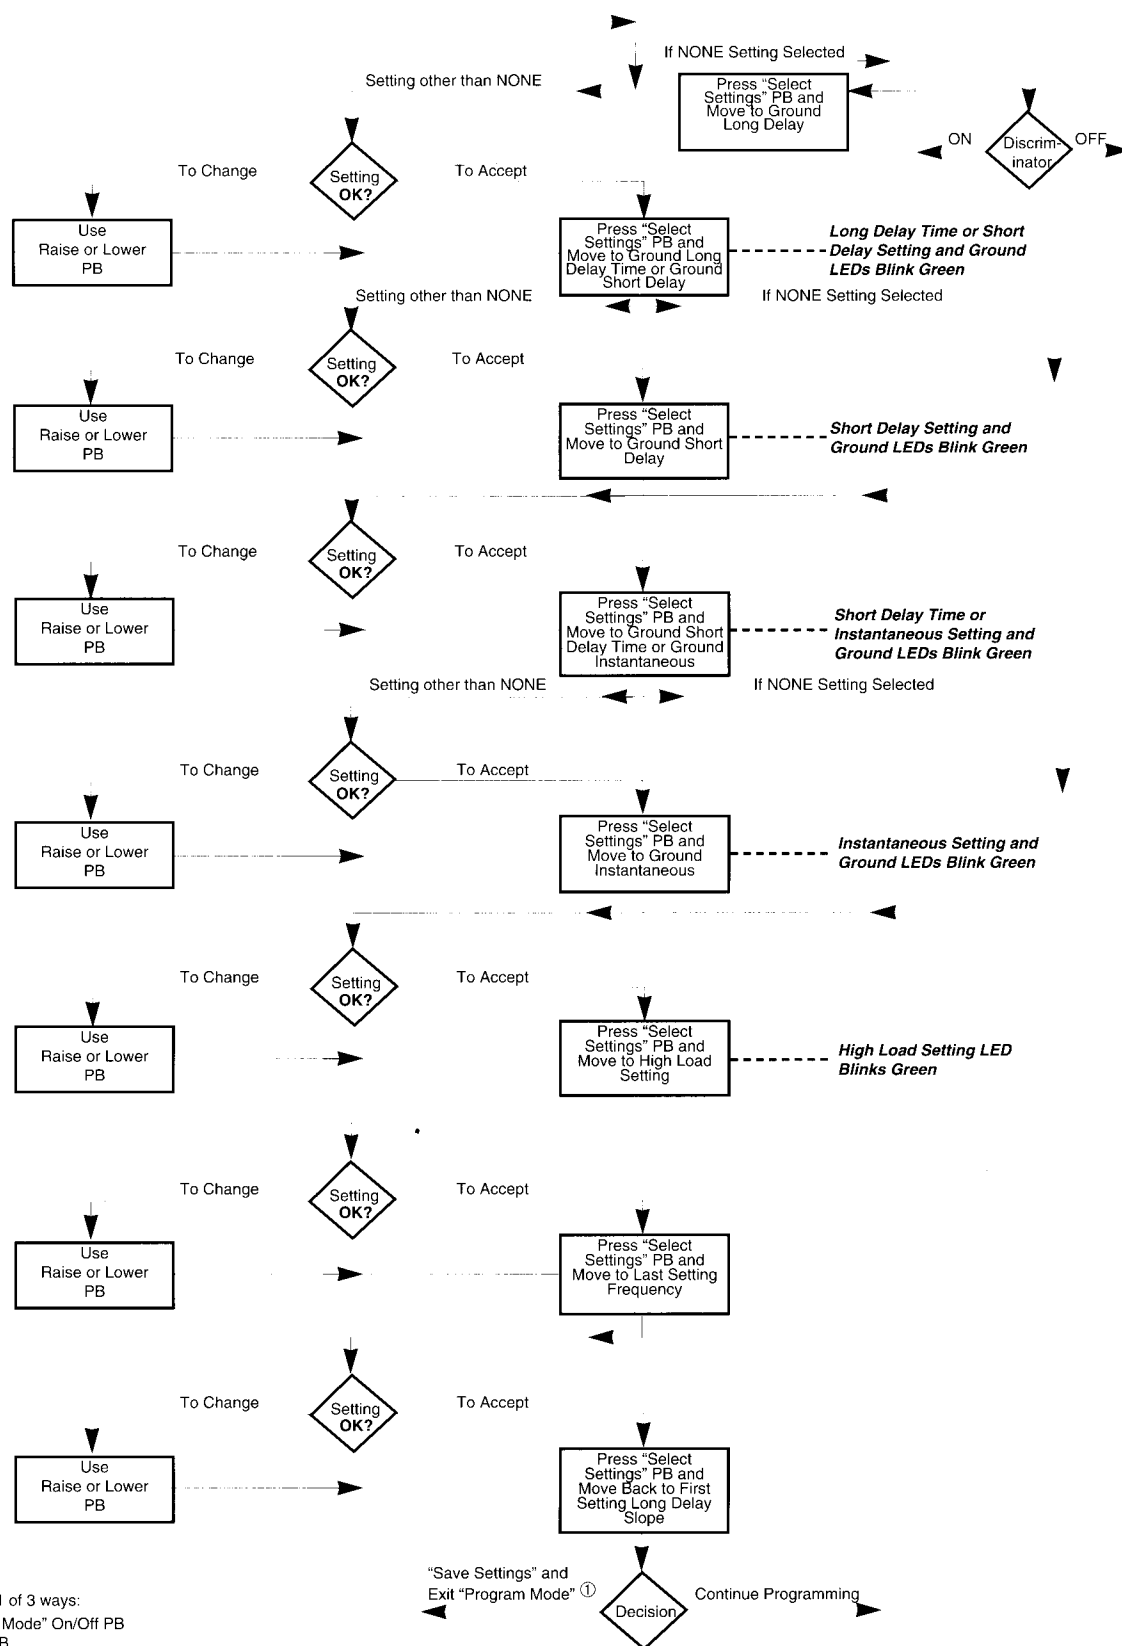 If NONE Setting Selected
Setting other than NONE
Press “Select
Settings” PB and
Move to Ground
Long Delay
ON
Discrim-
inator
OFF
To Change
Setting
OK?
To Accept
Use
Raise or Lower
PB
Press “Select
Settings” PB and
Move to Ground Long
Delay Time or Ground
Short Delay
Long Delay Time or Short
Delay Setting and Ground
LEDs Blink Green
Setting other than NONE
If NONE Setting Selected
To Change
Setting
OK?
To Accept
Use
Raise or Lower
PB
Press “Select
Settings” PB and
Move to Ground Short
Delay
Short Delay Setting and
Ground LEDs Blink Green
To Change
Setting
OK?
To Accept
Use
Raise or Lower
PB
Press “Select
Settings” PB and
Move to Ground Short
Delay Time or Ground
Instantaneous
Short Delay Time or
Instantaneous Setting and
Ground LEDs Blink Green
Setting other than NONE
If NONE Setting Selected
To Change
Setting
OK?
To Accept
Use
Raise or Lower
PB
Press “Select
Settings” PB and
Move to Ground
Instantaneous
Instantaneous Setting and
Ground LEDs Blink Green
To Change
Setting
OK?
To Accept
Use
Raise or Lower
PB
Press “Select
Settings” PB and
Move to High Load
Setting
High Load Setting LED
Blinks Green
To Change
Setting
OK?
To Accept
Use
Raise or Lower
PB
Press “Select
Settings” PB and
Move to Last Setting
Frequency
To Change
Setting
OK?
To Accept
Use
Raise or Lower
PB
Press “Select
Settings” PB and
Move Back to First
Setting Long Delay
Slope
“Save Settings” and
Exit “Program Mode” ①
Decision
Continue Programming
of 3 ways:
Mode” On/Off PB